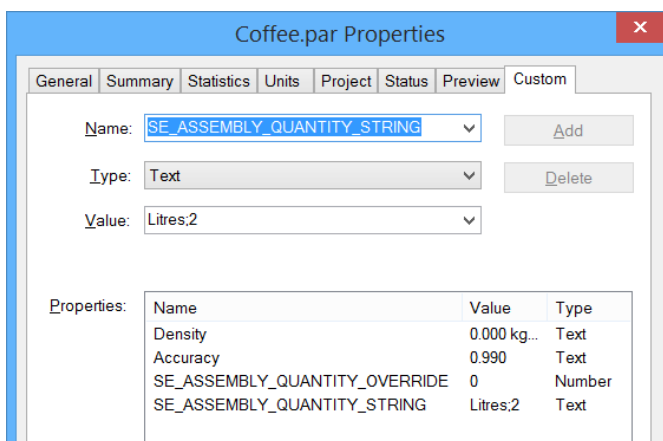 Coffee.par Properties
General Summary Statistics Units Project Status Preview Custom
Name: SE_ASSEMBLY_QUANTITY_STRING Add
Type: Text Delete
Value: Litres;2
Properties: Name Value Type
Density 0.000 kg... Text
Accuracy 0.990 Text
SE_ASSEMBLY_QUANTITY_OVERRIDE 0 Number
SE_ASSEMBLY_QUANTITY_STRING Litres;2 Text